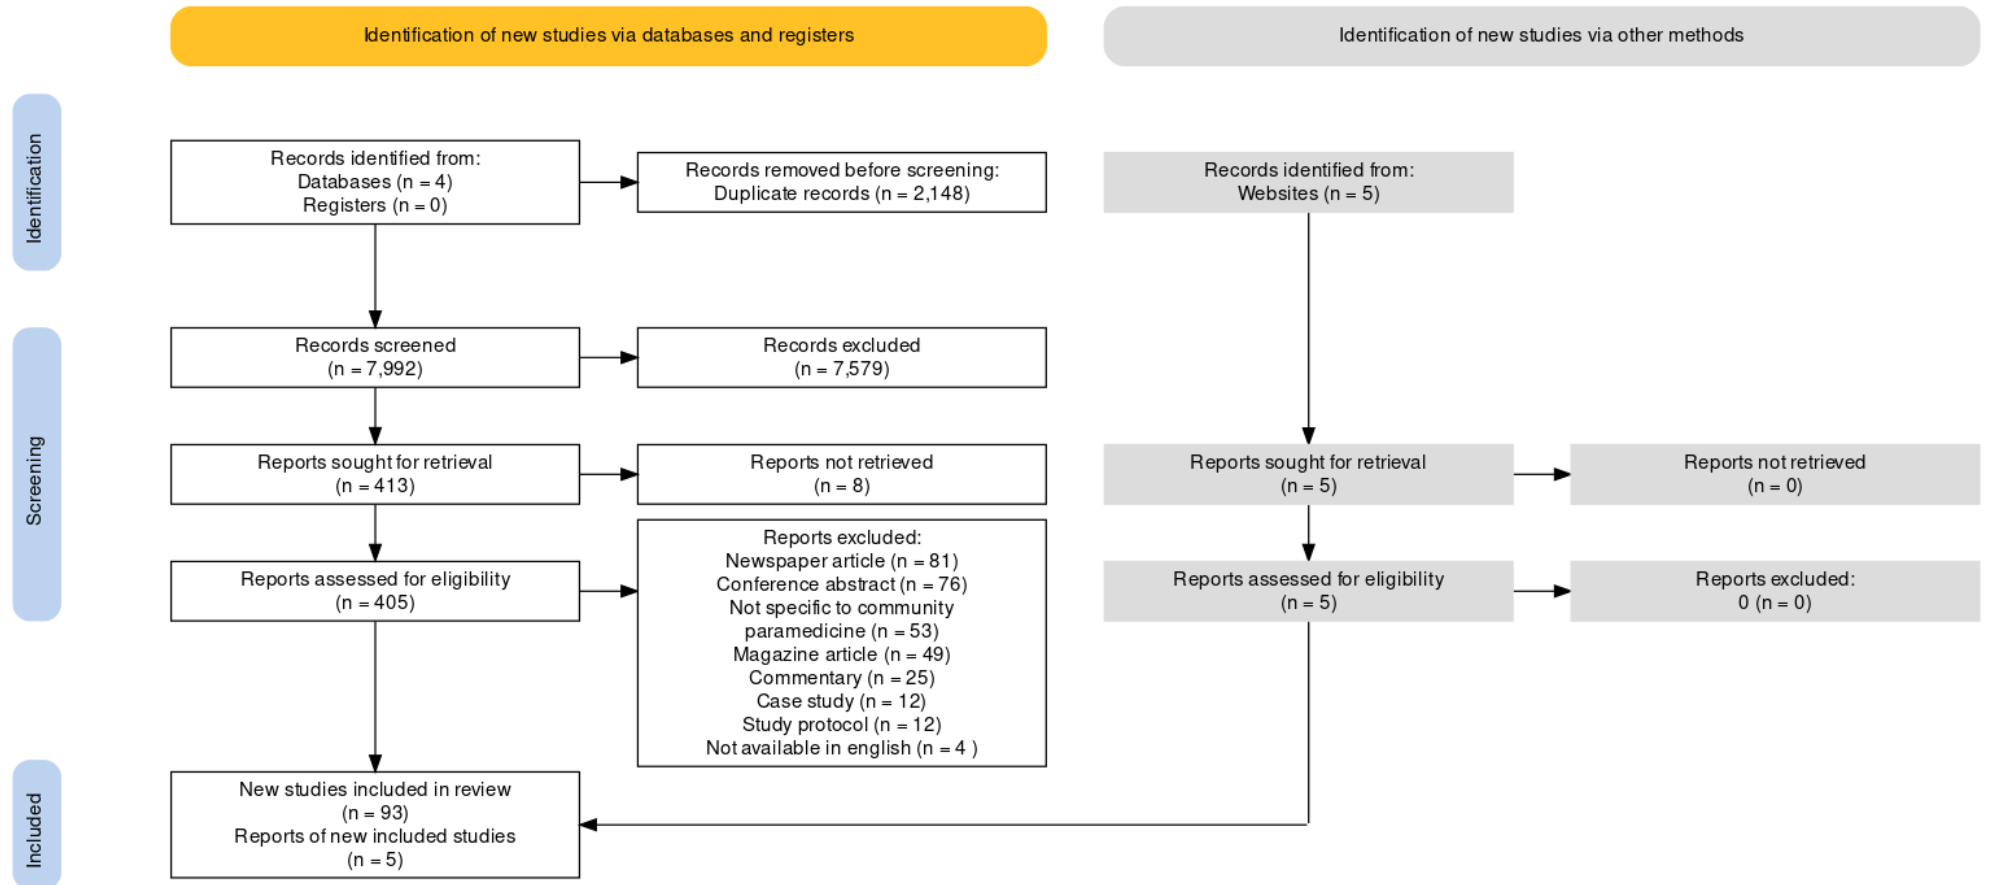 Identification of new studies via databases and registers
Identification of new studies via other methods
Identification
Records identified from:
Databases (n = 4)
Registers (n = 0)
Records removed before screening:
Duplicate records (n = 2,148)
Records identified from:
Websites (n = 5)
Screening
Records screened
(n = 7,992)
Records excluded
(n = 7,579)
Reports sought for retrieval
(n = 413)
Reports not retrieved
(n = 8)
Reports sought for retrieval
(n = 5)
Reports not retrieved
(n = 0)
Reports assessed for eligibility
(n = 405)
Reports excluded:
Newspaper article (n = 81)
Conference abstract (n = 76)
Not specific to community
paramedicine (n = 53)
Magazine article (n = 49)
Commentary (n = 25)
Case study (n = 12)
Study protocol (n = 12)
Not available in english (n = 4 )
Reports assessed for eligibility
(n = 5)
Reports excluded:
0 (n = 0)
Included
New studies included in review
(n = 93)
Reports of new included studies
(n = 5)